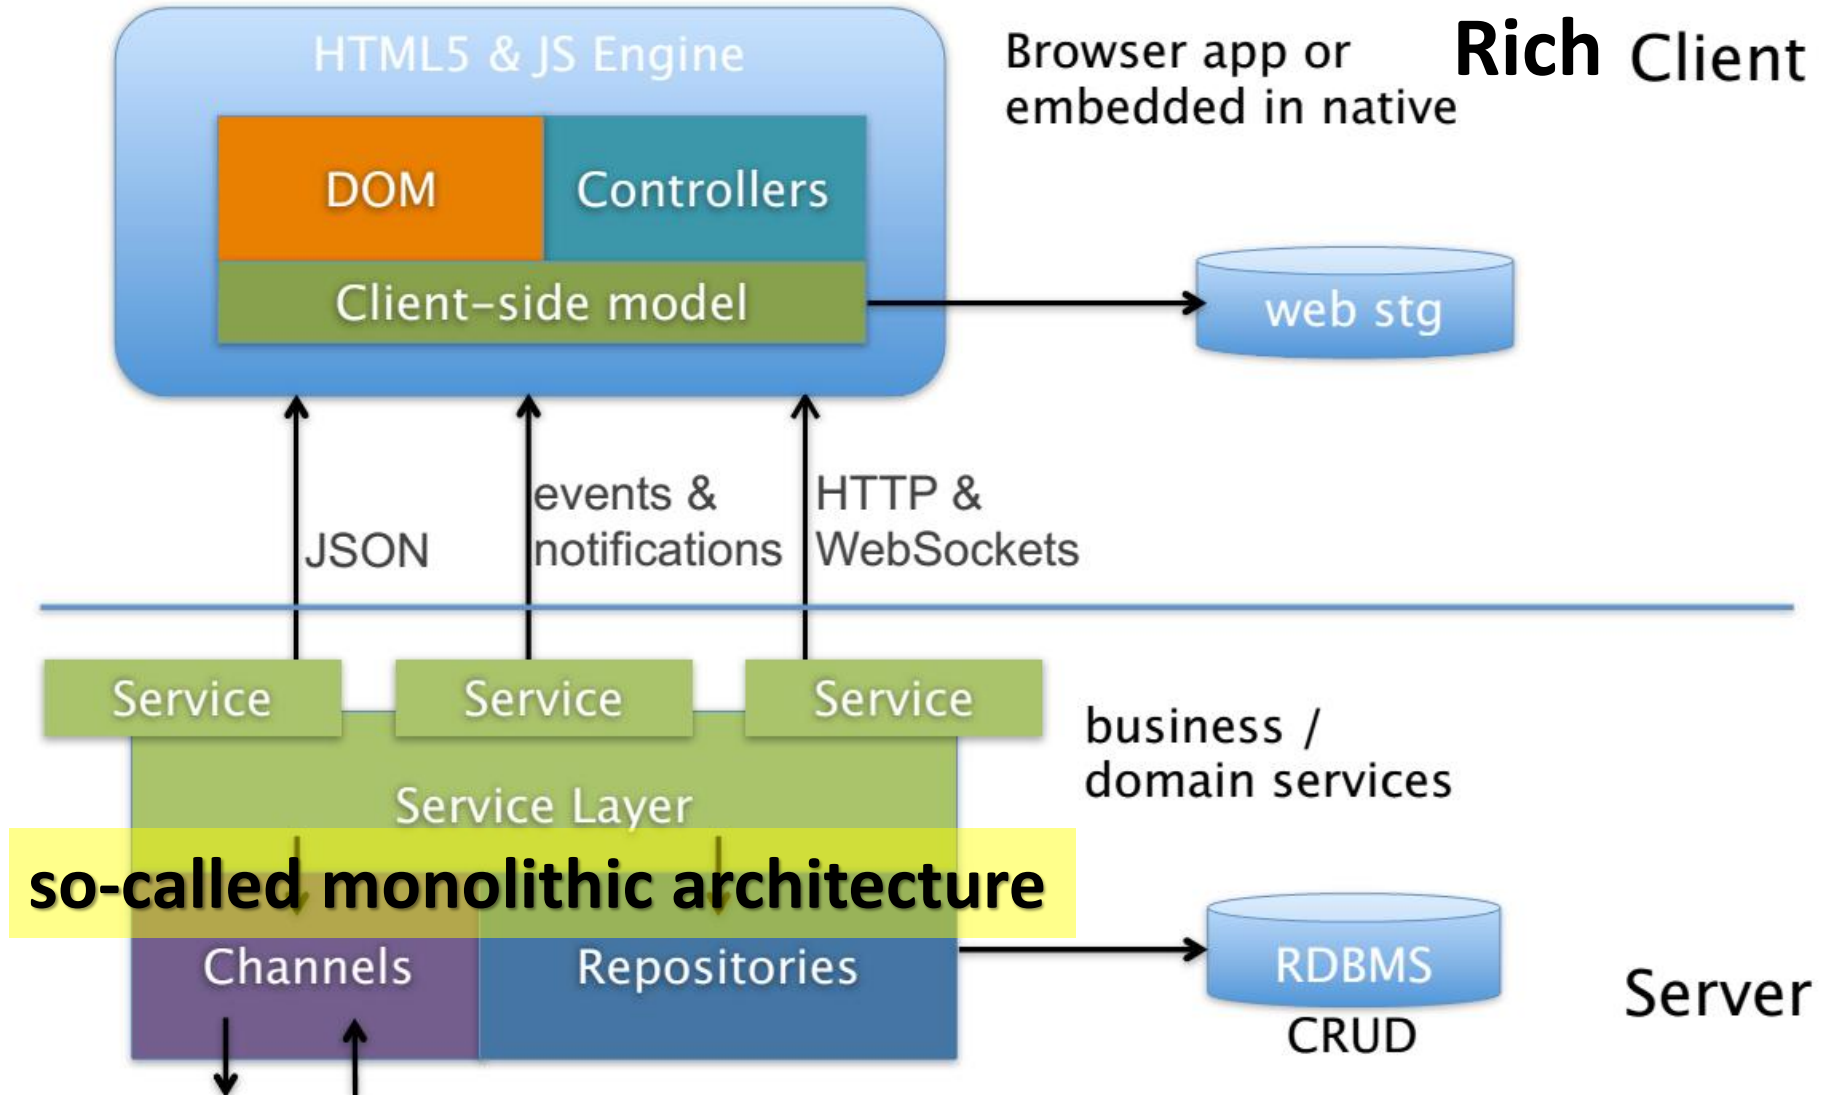 HTML5 & JS Engine
Browser app or
embedded in native
Rich Client
DOM
Controllers
Client-side model
web stg
JSON
events &
notifications
HTTP &
WebSockets
Service
Service
Service
business /
domain services
Service Layer
so-called monolithic architecture
Channels
Repositories
RDBMS
CRUD
Server